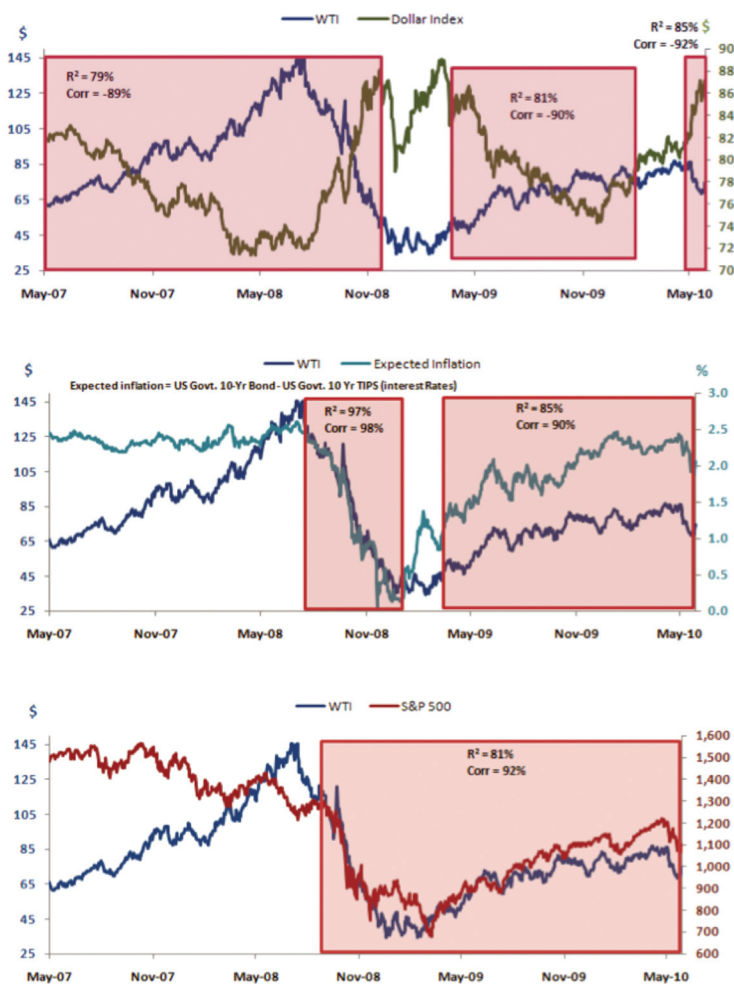 WTI Dollar Index
$
R² = 85% $
Corr = -92%
145
125
105
85
65
45
25
R² = 79%
Corr = -89%
R² = 81%
Corr = -90%
90
88
86
84
82
80
78
76
74
72
70
May-07 Nov-07 May-08 Nov-08 May-09 Nov-09 May-10
WTI Expected Inflation
$ %
Expected inflation = US Govt. 10-Yr Bond - US Govt. 10 Yr TIPS (interest Rates)
145
125
105
85
65
45
25
R² = 97%
Corr = 98%
R² = 85%
Corr = 90%
3.0
2.5
2.0
1.5
1.0
0.5
0.0
May-07 Nov-07 May-08 Nov-08 May-09 Nov-09 May-10
WTI S&P 500
$
145
125
105
85
65
45
25
R² = 81%
Corr = 92%
1,600
1,500
1,400
1,300
1,200
1,100
1,000
900
800
700
600
May-07 Nov-07 May-08 Nov-08 May-09 Nov-09 May-10